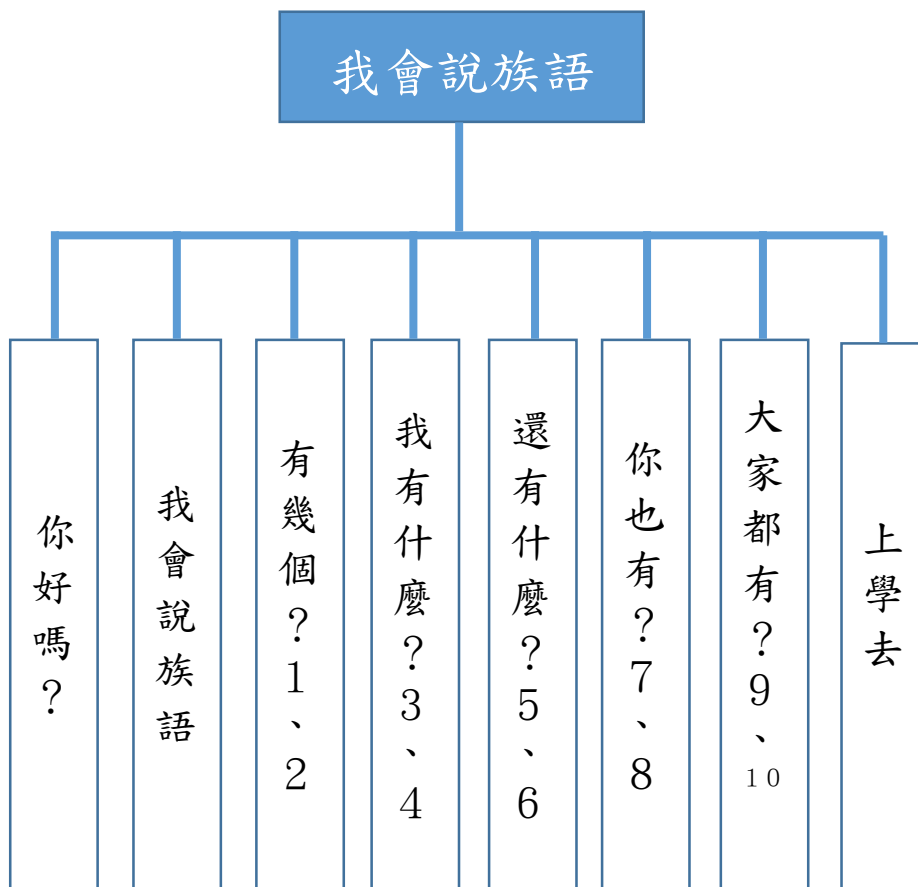 我會說族語
你好嗎？
我會說族語
有幾個？1、2
我有什麼？3、4
還有什麼？5、6
你也有？7、8
大家都有？9、10
上學去